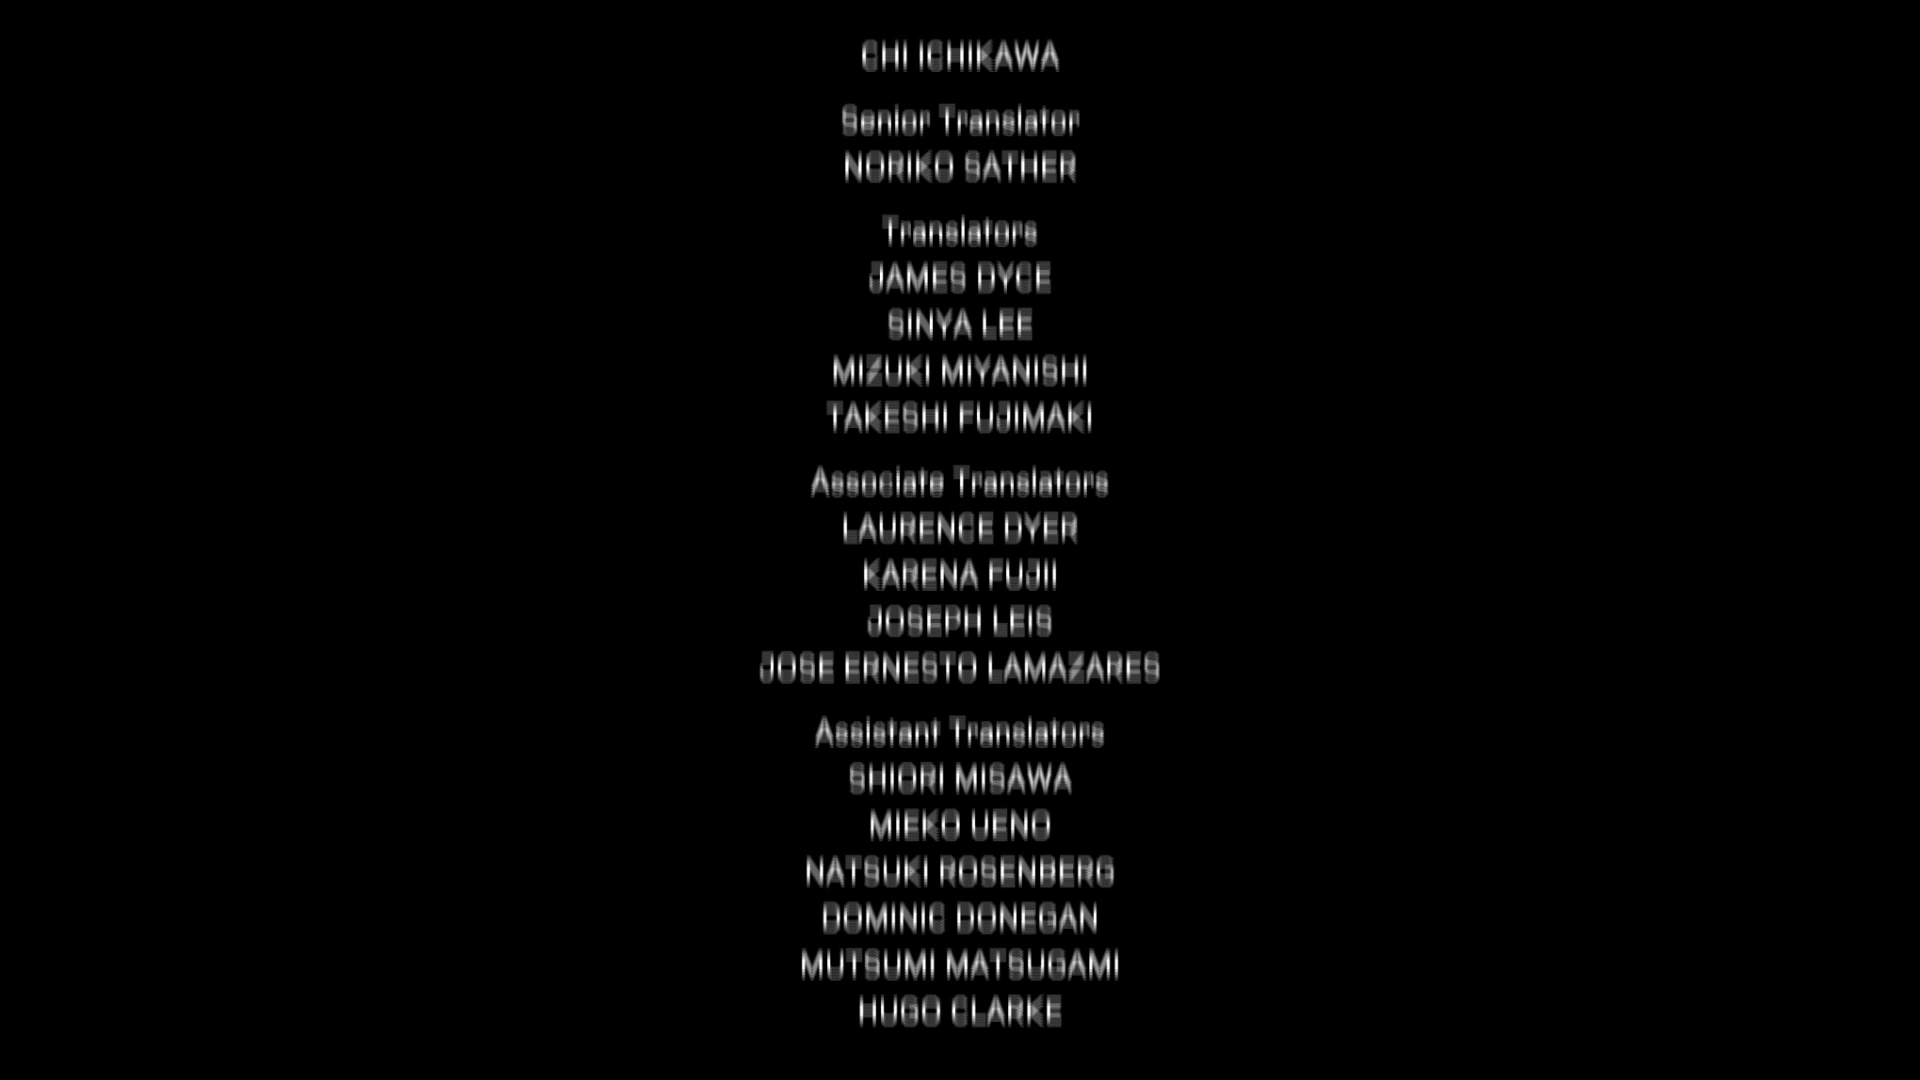 CHI ICHIKAWA
Senior Translator
NORIKO SATHER
Translators
JAMES DYCE
SINYA LEE
MIZUKI MIYANISHI
TAKESHI FUJIMAKI
Associate Translators
LAURENCE DYER
KARENA FUJII
JOSEPH LEIS
JOSE ERNESTO LAMAZARES
Assistant Translators
SHIORI MISAWA
MIEKO UENO
NATSUKI ROSENBERG
DOMINIC DONEGAN
MUTSUMI MATSUGAMI
HUGO CLARKE